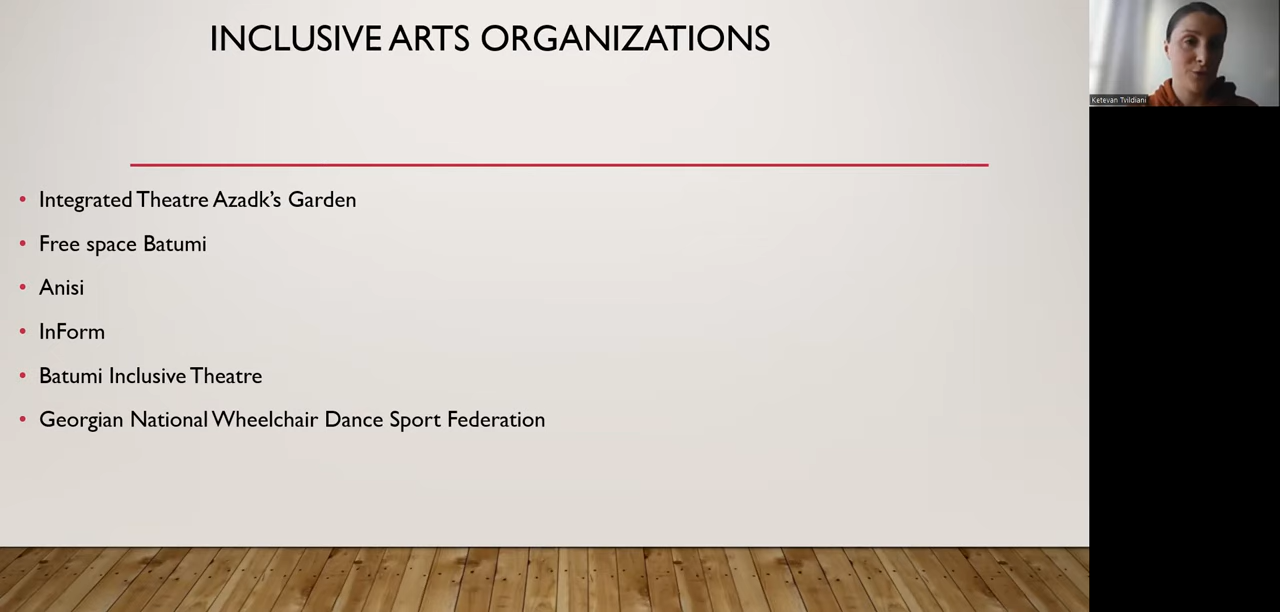 INCLUSIVE ARTS ORGANIZATIONS
Ketevan Tvildiani
• Integrated Theatre Azadk’s Garden
• Free space Batumi
• Anisi
• InForm
• Batumi Inclusive Theatre
• Georgian National Wheelchair Dance Sport Federation